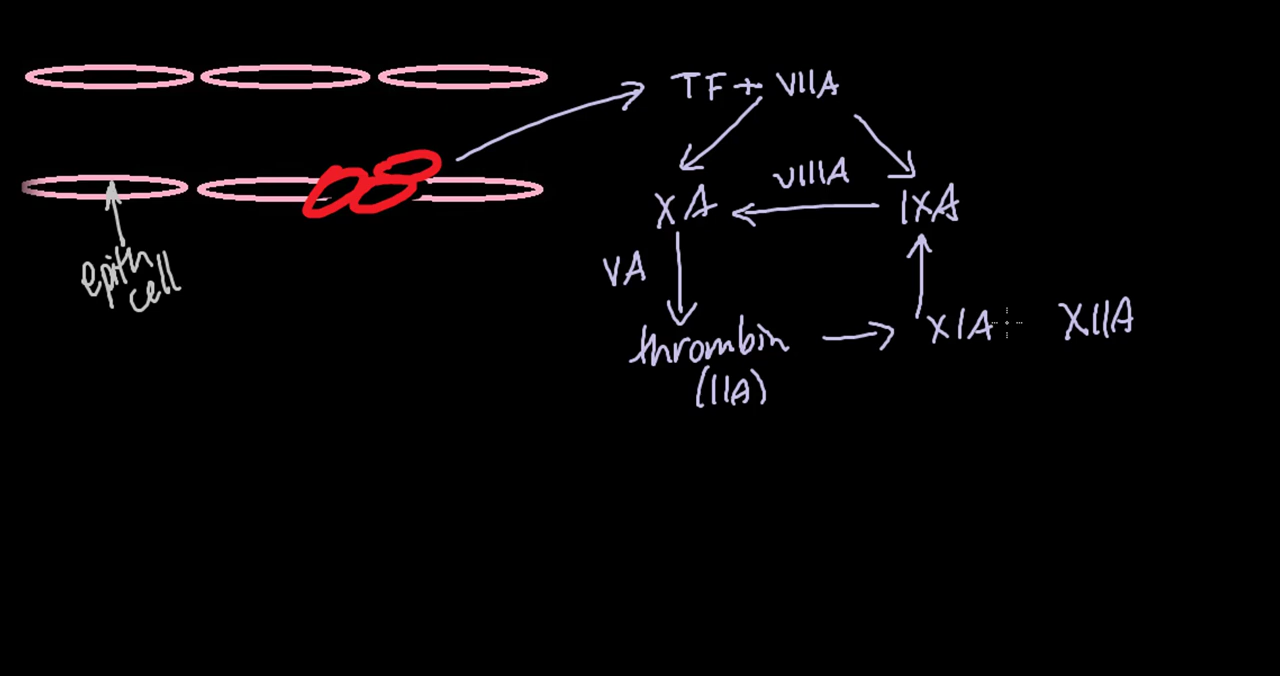 TF + VIIA
VIIIA
XA
IXA
VA
epith
cell
thrombin
(IIA)
XIA
XIIA